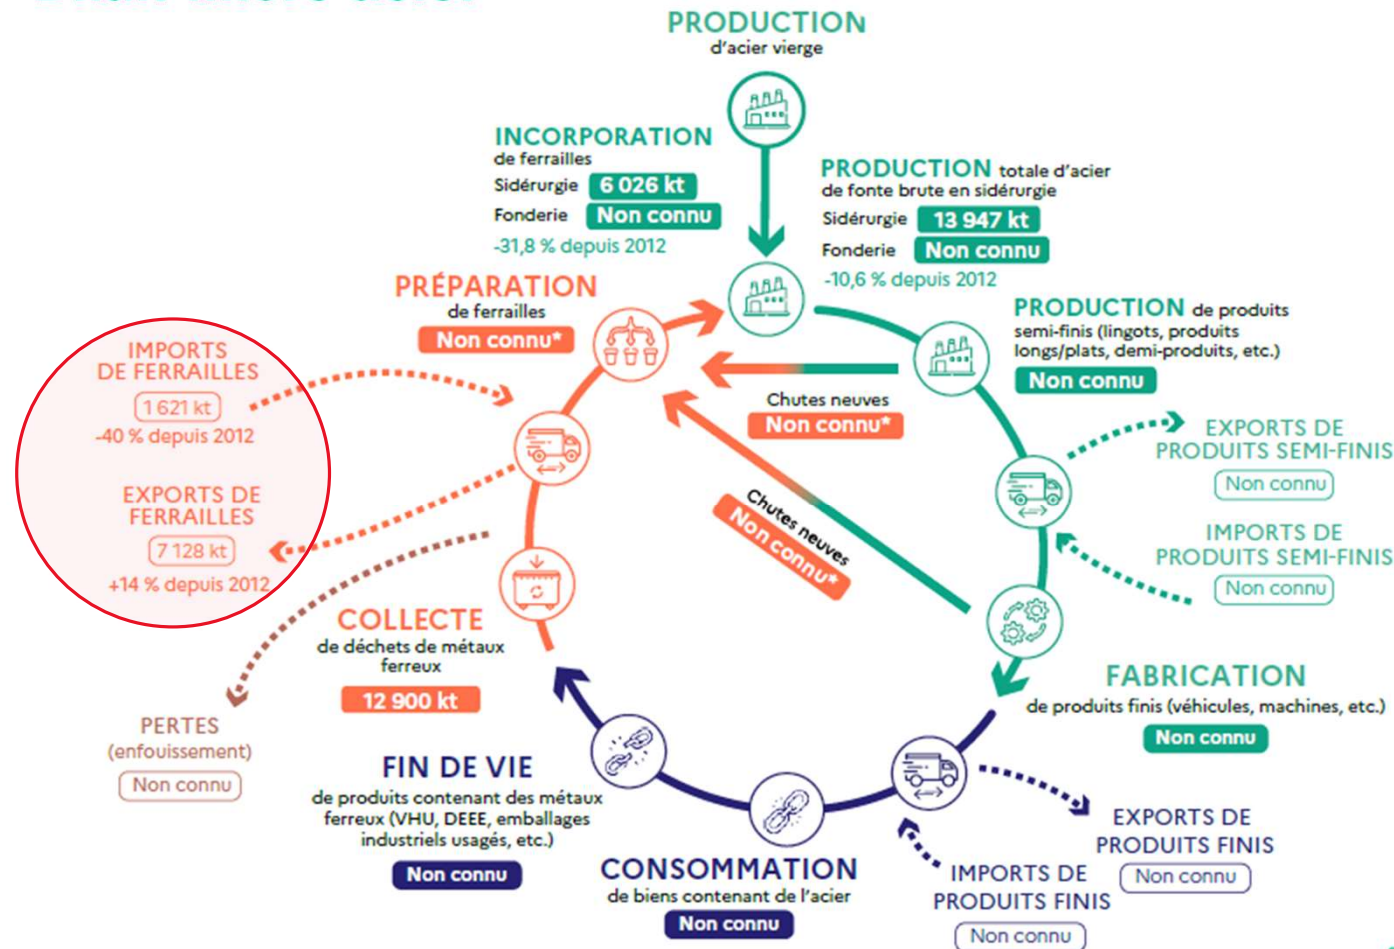 PRODUCTION
d'acier vierge
INCORPORATION
de ferrailles
Sidérurgie 6 026 kt
Fonderie Non connu
-31,8 % depuis 2012
PRODUCTION totale d'acier
de fonte brute en sidérurgie
Sidérurgie 13 947 kt
Fonderie Non connu
-10,6 % depuis 2012
PRÉPARATION
de ferrailles
Non connu*
PRODUCTION de produits
semi-finis (lingots, produits
longs/plats, demi-produits, etc.)
Non connu
IMPORTS
DE FERRAILLES
1 621 kt
-40 % depuis 2012
Chutes neuves
Non connu*
EXPORTS DE
PRODUITS SEMI-FINIS
Non connu
EXPORTS DE
FERRAILLES
7 128 kt
+14 % depuis 2012
Chutes neuves
Non connu*
IMPORTS DE
PRODUITS SEMI-FINIS
Non connu
COLLECTE
de déchets de métaux
ferreux
12 900 kt
FABRICATION
de produits finis (véhicules, machines, etc.)
Non connu
PERTES
(enfouissement)
Non connu
FIN DE VIE
de produits contenant des métaux
ferreux (VHU, DEEE, emballages
industriels usagés, etc.)
Non connu
CONSOMMATION
de biens contenant de l'acier
Non connu
EXPORTS DE
PRODUITS FINIS
Non connu
IMPORTS DE
PRODUITS FINIS
Non connu